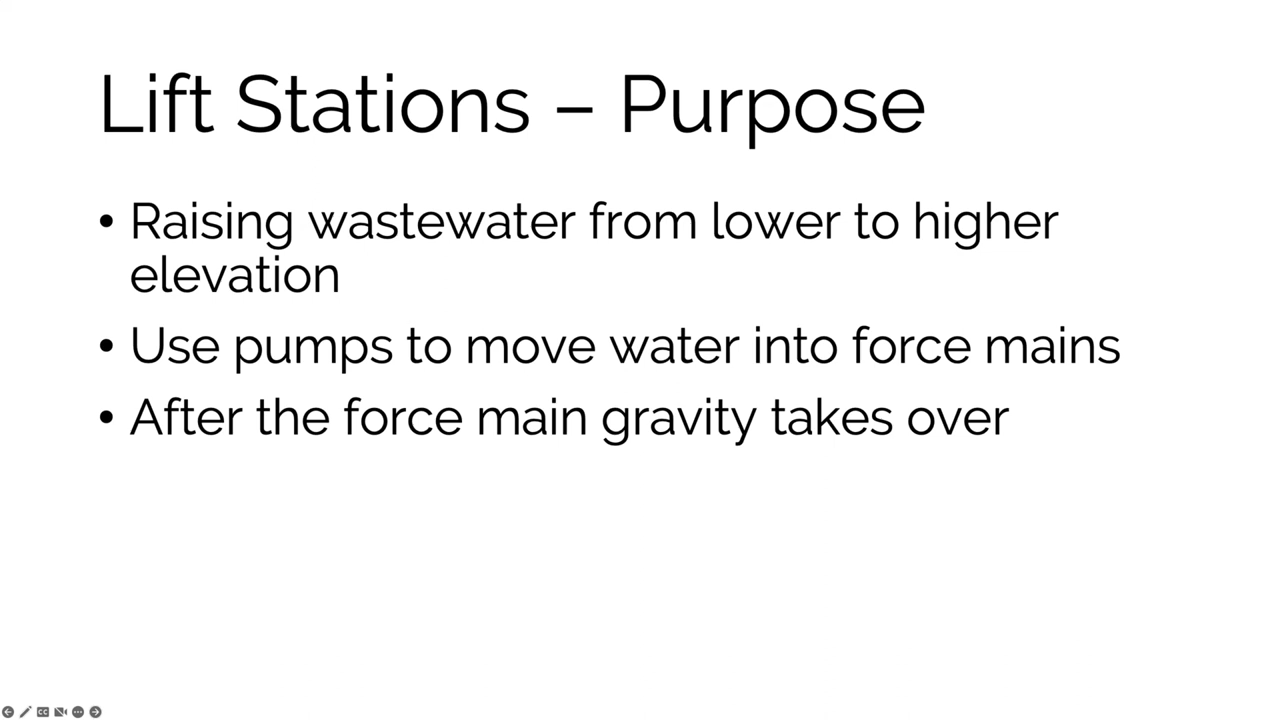 Lift Stations – Purpose
• Raising wastewater from lower to higher
elevation
• Use pumps to move water into force mains
• After the force main gravity takes over